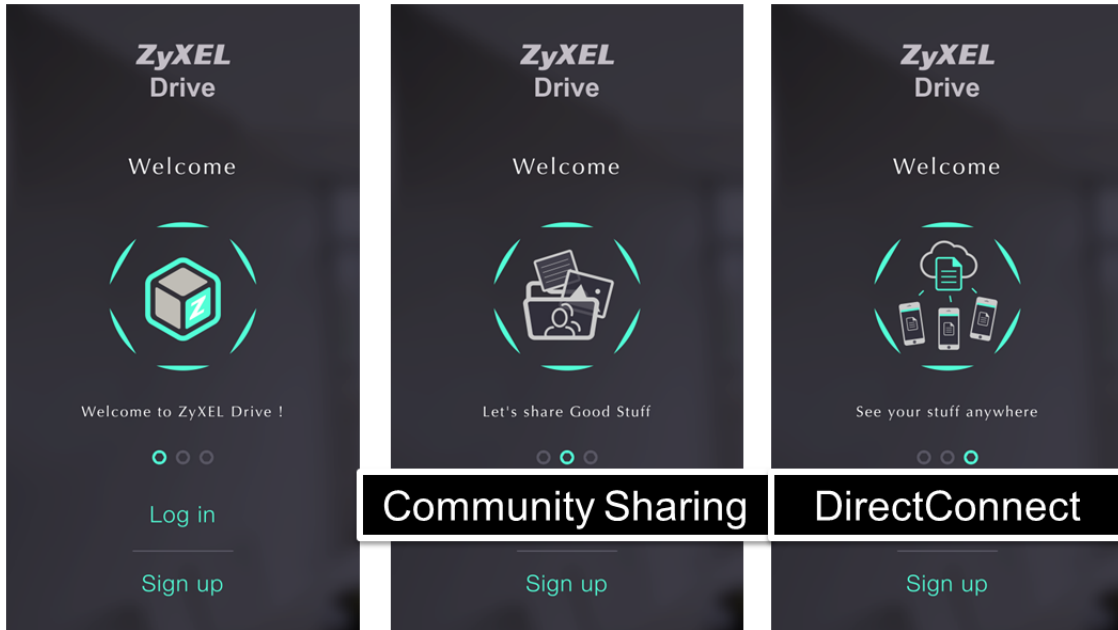 ZyXEL
Drive
Welcome
Z
Welcome to ZyXEL Drive !
Log in
Sign up
ZyXEL
Drive
Welcome
Let's share Good Stuff
Community Sharing
Sign up
ZyXEL
Drive
Welcome
See your stuff anywhere
DirectConnect
Sign up